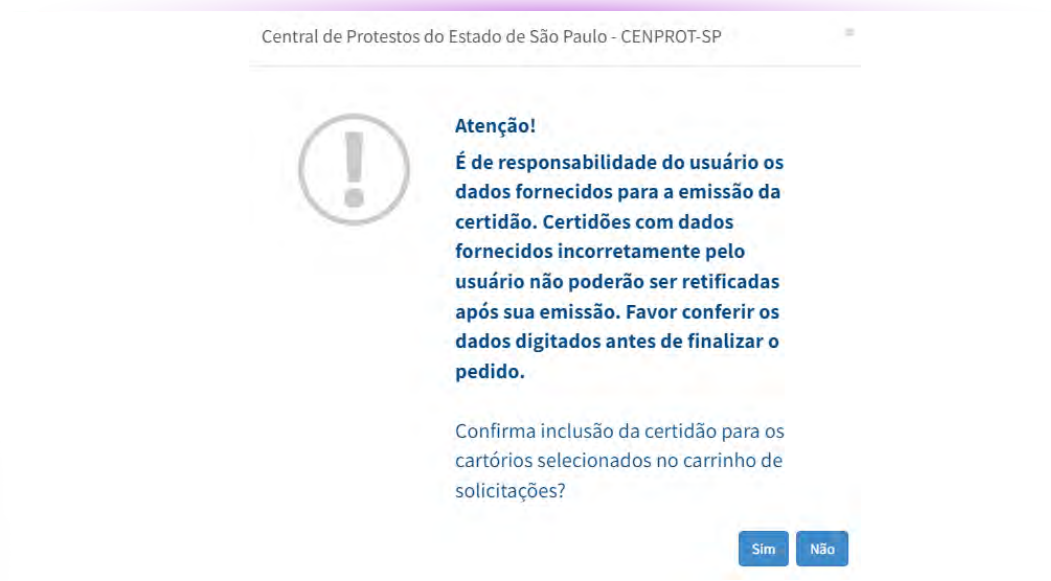 Central de Protestos do Estado de São Paulo - CENPROT-SP
Atenção!
É de responsabilidade do usuário os
dados fornecidos para a emissão da
certidão. Certidões com dados
fornecidos incorretamente pelo
usuário não poderão ser retificadas
após sua emissão. Favor conferir os
dados digitados antes de finalizar o
pedido.
Confirma inclusão da certidão para os
cartórios selecionados no carrinho de
solicitações?
Sim Não